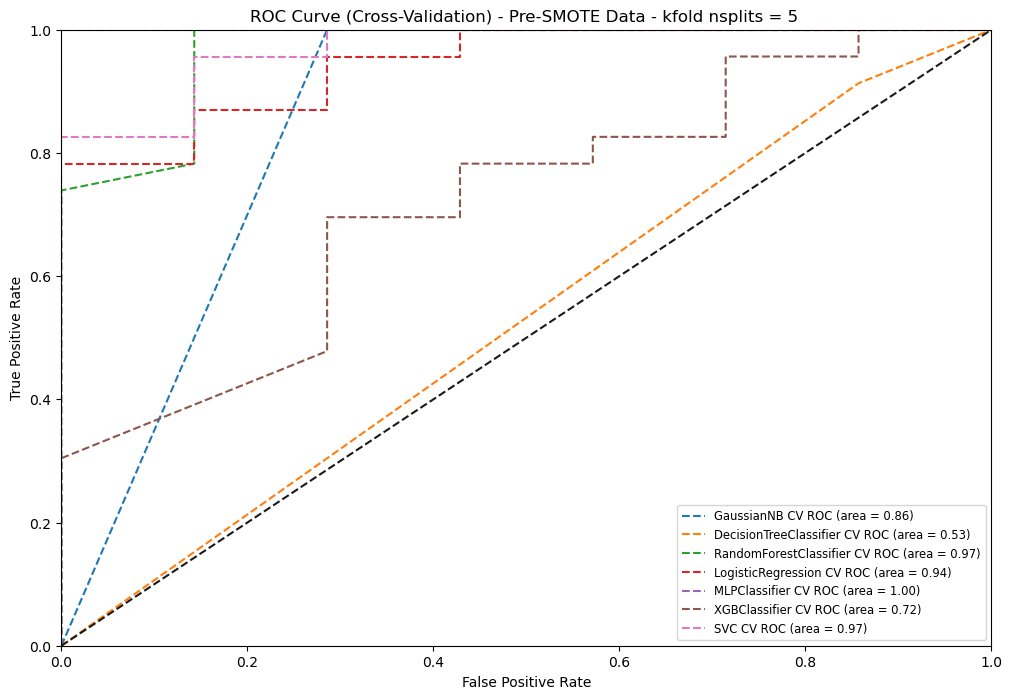 ROC Curve (Cross-Validation) - Pre-SMOTE Data - kfold nsplits = 5
1.0
0.8
0.6
0.4
0.2
0.0
True Positive Rate
GaussianNB CV ROC (area = 0.86)
DecisionTreeClassifier CV ROC (area = 0.53)
RandomForestClassifier CV ROC (area = 0.97)
LogisticRegression CV ROC (area = 0.94)
MLPClassifier CV ROC (area = 1.00)
XGBClassifier CV ROC (area = 0.72)
SVC CV ROC (area = 0.97)
0.0 0.2 0.4 0.6 0.8 1.0
False Positive Rate